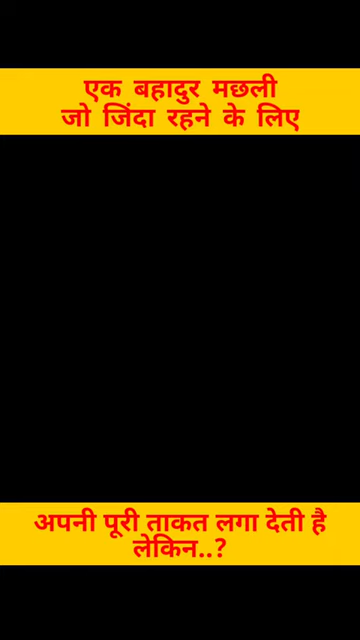 एक बहादुर मछली
जो जिंदा रहने के लिए
अपनी पूरी ताकत लगा देती है
लेकिन..?